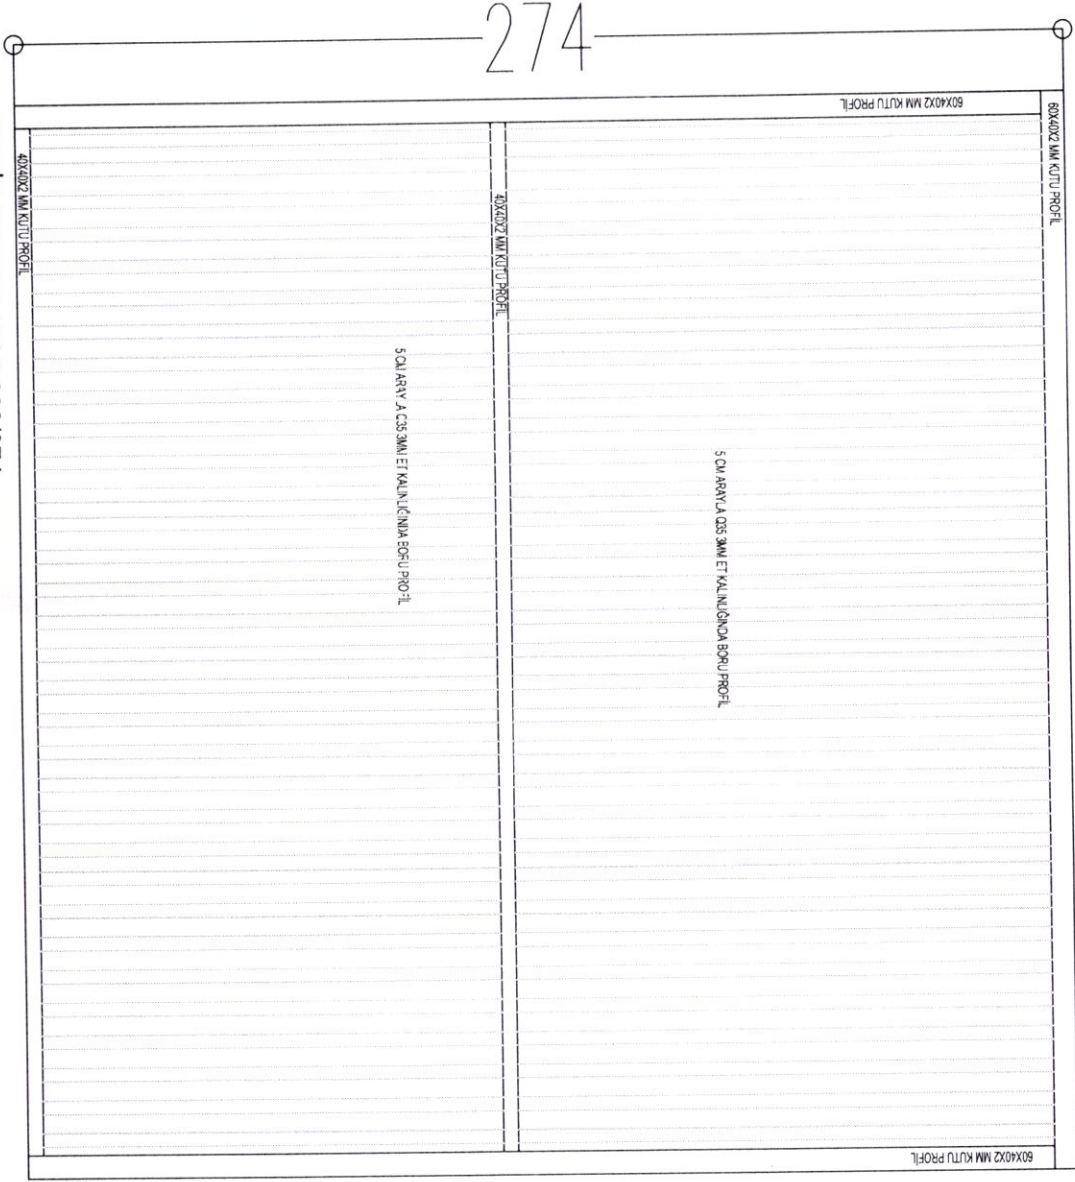 274
60X40X2 MM KUTU PROFİL
60X40X2 MM KUTU PROFİL
40X40X2 MM KUTU PROFİL
40X40X2 MM KUTU PROFİL
5 CM ARAYLA Q35 3MM ET KALINLIĞINDA BORU PROFİL
5 CM ARAYLA Q35 3MM ET KALINLIĞINDA BORU PROFİL
60X40X2 MM KUTU PROFİL